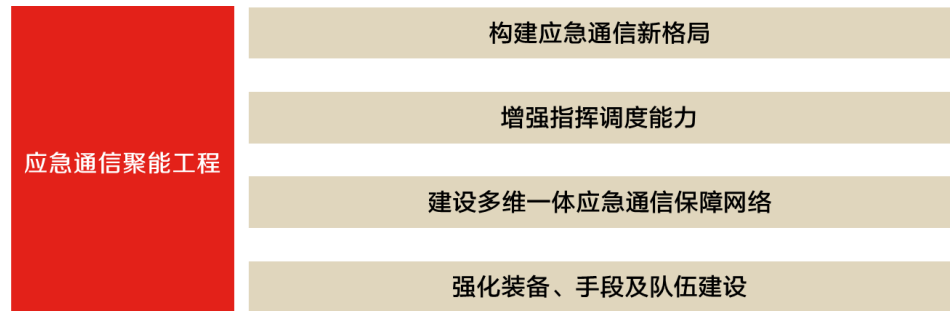 应急通信聚能工程
构建应急通信新格局
增强指挥调度能力
建设多维一体应急通信保障网络
强化装备、手段及队伍建设